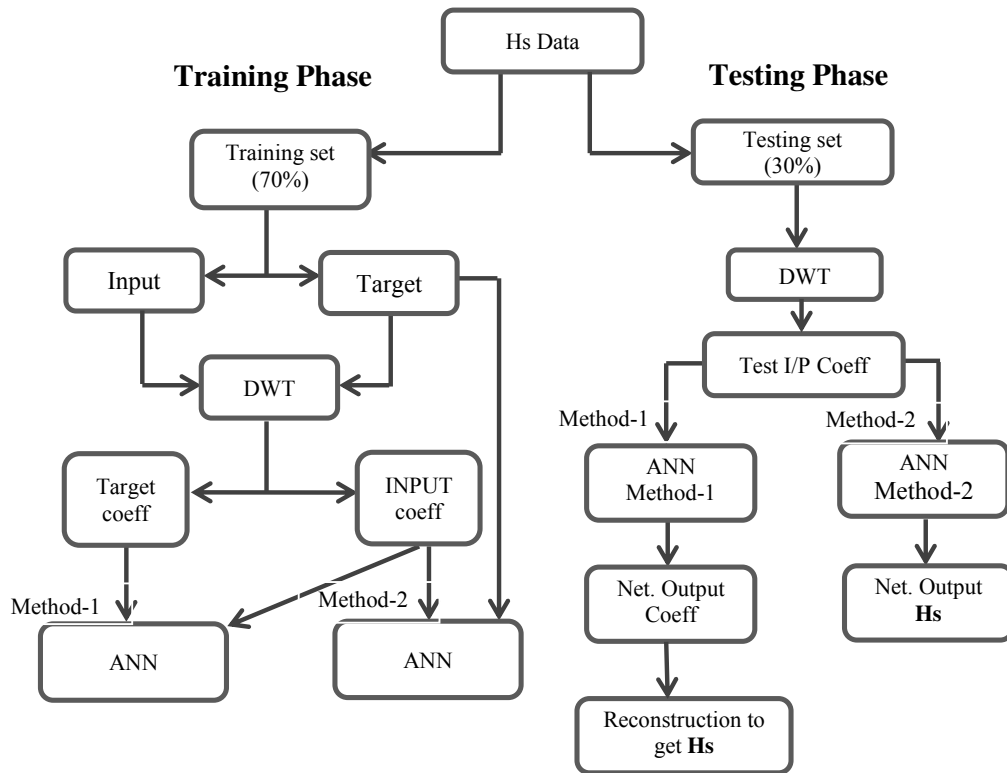 Hs Data
Training Phase
Testing Phase
Training set
(70%)
Testing set
(30%)
Input
Target
DWT
DWT
Test I/P Coeff
Method-1
Method-2
Target
coeff
INPUT
coeff
ANN
Method-1
ANN
Method-2
Method-1
Method-2
ANN
ANN
Net. Output
Coeff
Net. Output
Hs
Reconstruction to
get Hs